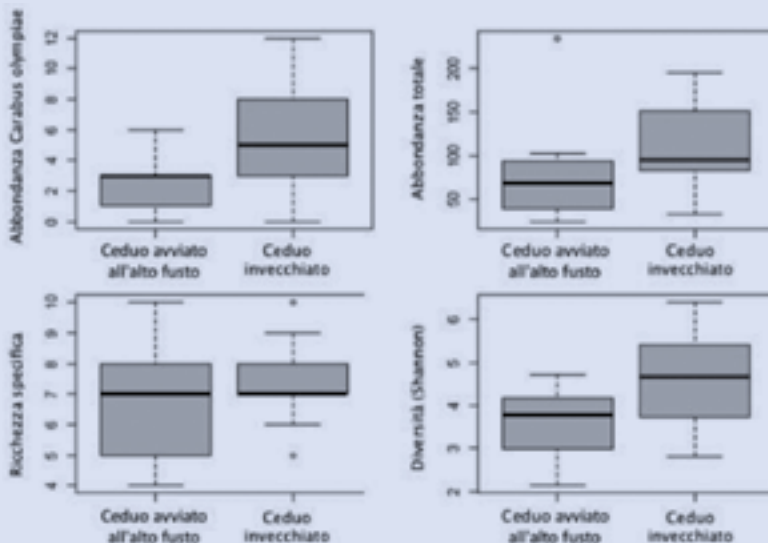 Abbondanza Carabus olympiae
0 2 4 6 8 10 12
Ceduo avviato
all'alto fusto
Ceduo
invecchiato
Abbondanza totale
50 100 150 200
Ceduo avviato
all'alto fusto
Ceduo
invecchiato
Ricchezza specifica
4 5 6 7 8 9 10
Ceduo avviato
all'alto fusto
Ceduo
invecchiato
Diversità (Shannon)
2 3 4 5 6
Ceduo avviato
all'alto fusto
Ceduo
invecchiato